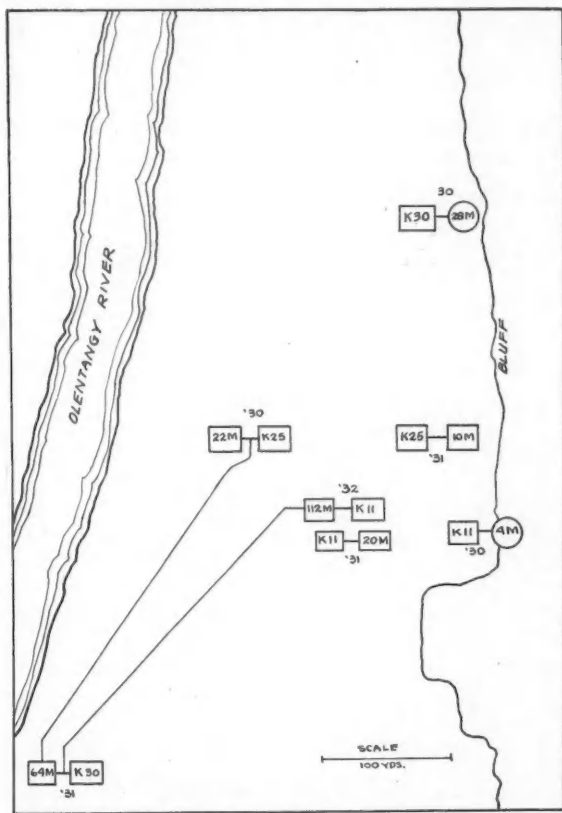 30
K30 28M
OLENTANGY RIVER
BLUFF
'30
22M K25
K25 10M
'31
'32
112M K11
K11 20M
'31
K11 4M
'30
64M K30
'31
SCALE
100 YDS.